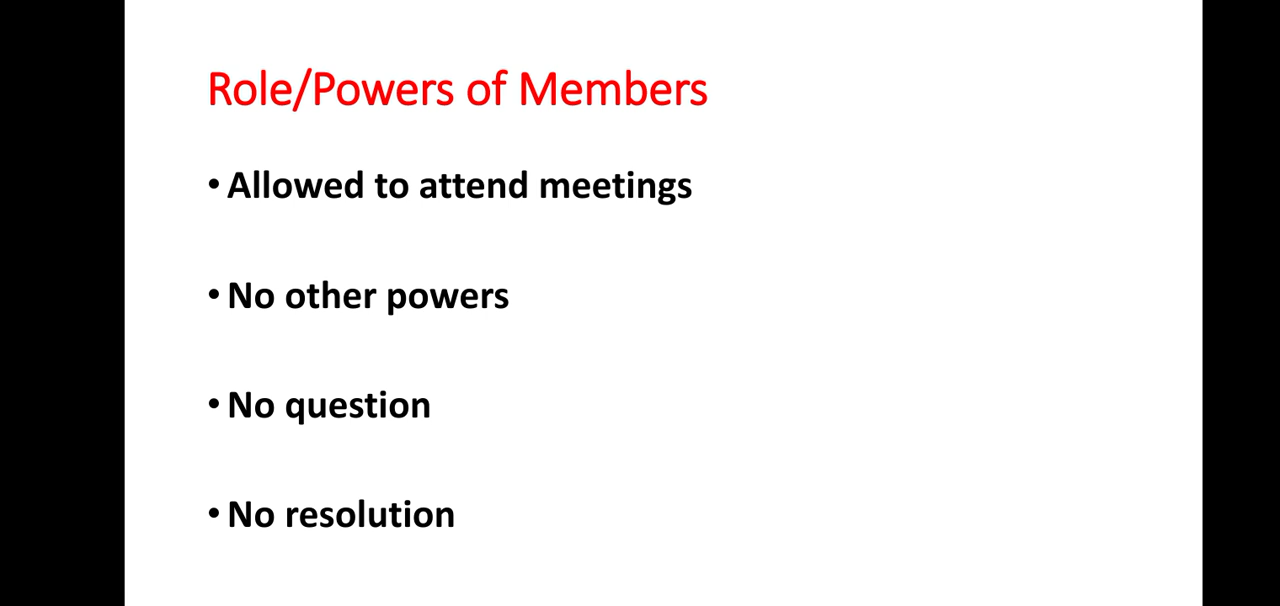 Role/Powers of Members
• Allowed to attend meetings
• No other powers
• No question
• No resolution